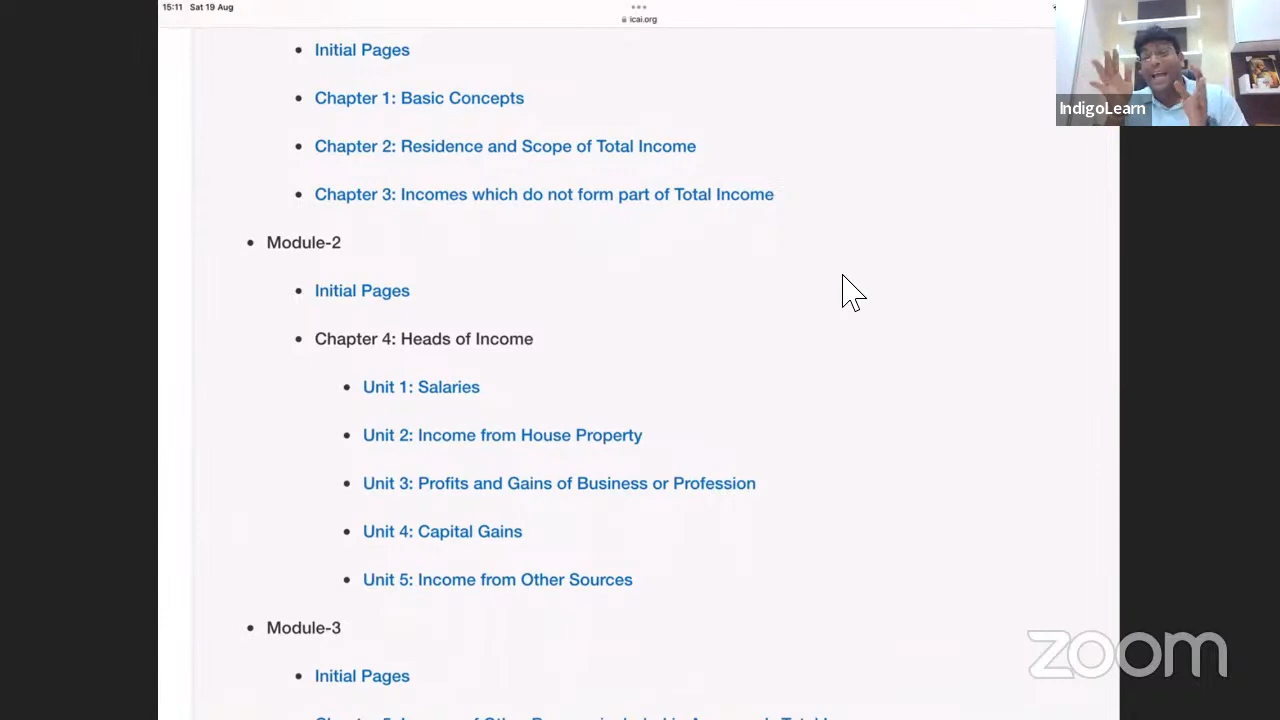 15:11 Sat 19 Aug
icai.org
Initial Pages
Chapter 1: Basic Concepts
IndigoLearn
Chapter 2: Residence and Scope of Total Income
Chapter 3: Incomes which do not form part of Total Income
Module-2
Initial Pages
Chapter 4: Heads of Income
Unit 1: Salaries
Unit 2: Income from House Property
Unit 3: Profits and Gains of Business or Profession
Unit 4: Capital Gains
Unit 5: Income from Other Sources
Module-3
zoom
Initial Pages